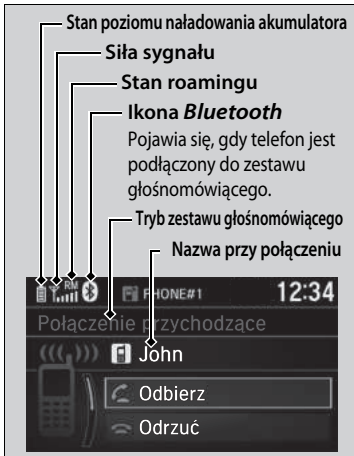 Stan poziomu naładowania akumulatora
Siła sygnału
Stan roamingu
Ikona Bluetooth
Pojawia się, gdy telefon jest
podłączony do zestawu
głośnomówiącego.
Tryb zestawu głośnomówiącego
Nazwa przy połączeniu
RM
PHONE#1
12:34
Połączenie przychodzące
John
Odbierz
Odrzuć